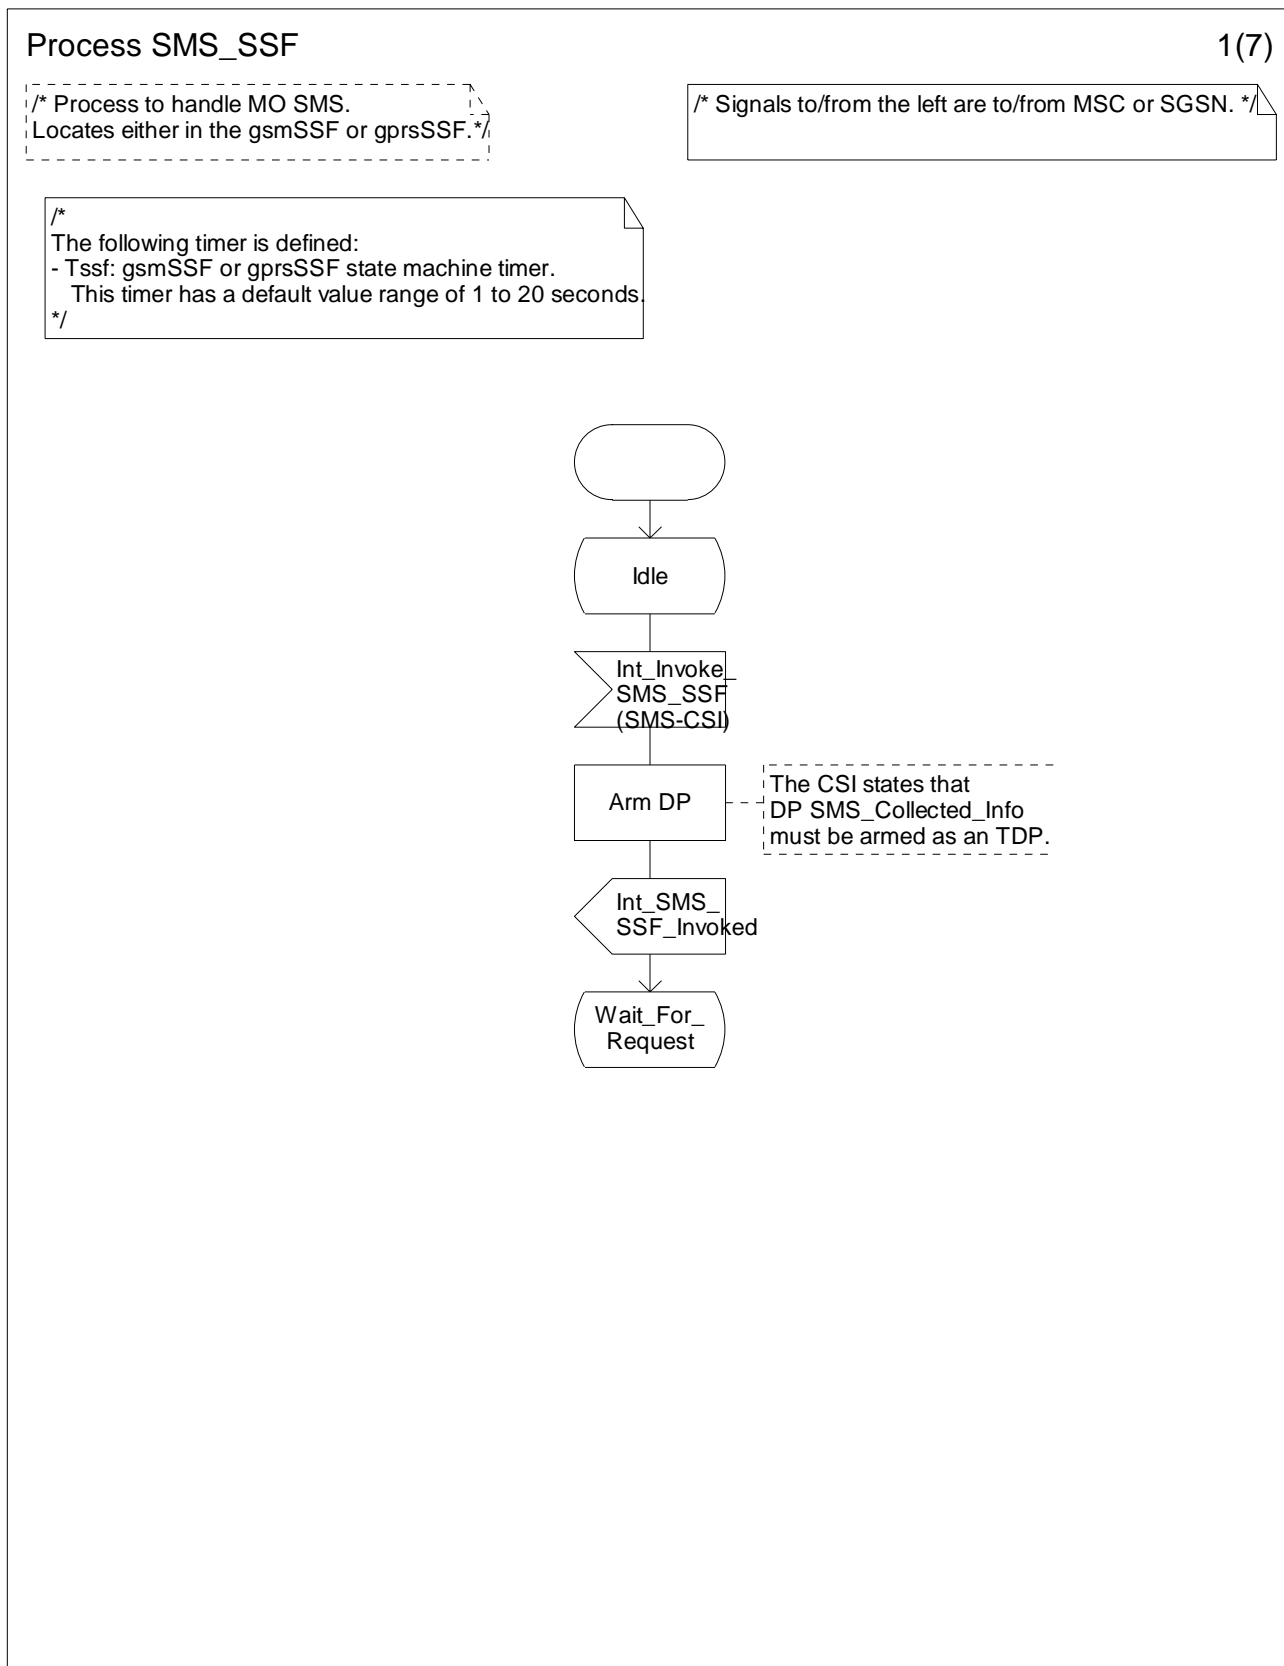 Process SMS_SSF
1(7)
/* Process to handle MO SMS.
Locates either in the gsmSSF or gprsSSF.*/
/* Signals to/from the left are to/from MSC or SGSN. */
/*
The following timer is defined:
- Tssf: gsmSSF or gprsSSF state machine timer.
This timer has a default value range of 1 to 20 seconds.
*/
Idle
Int_Invoke_
SMS_SSF
(SMS-CSI)
Arm DP
The CSI states that
DP SMS_Collected_Info
must be armed as an TDP.
Int_SMS_
SSF_Invoked
Wait_For_
Request